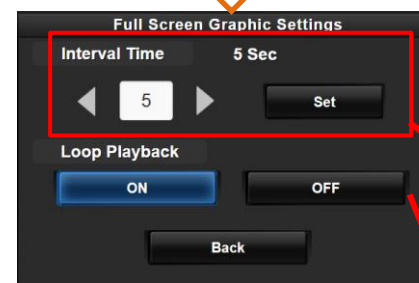 Full Screen Graphic Settings
Interval Time 5 Sec
5 Set
Loop Playback
ON OFF
Back